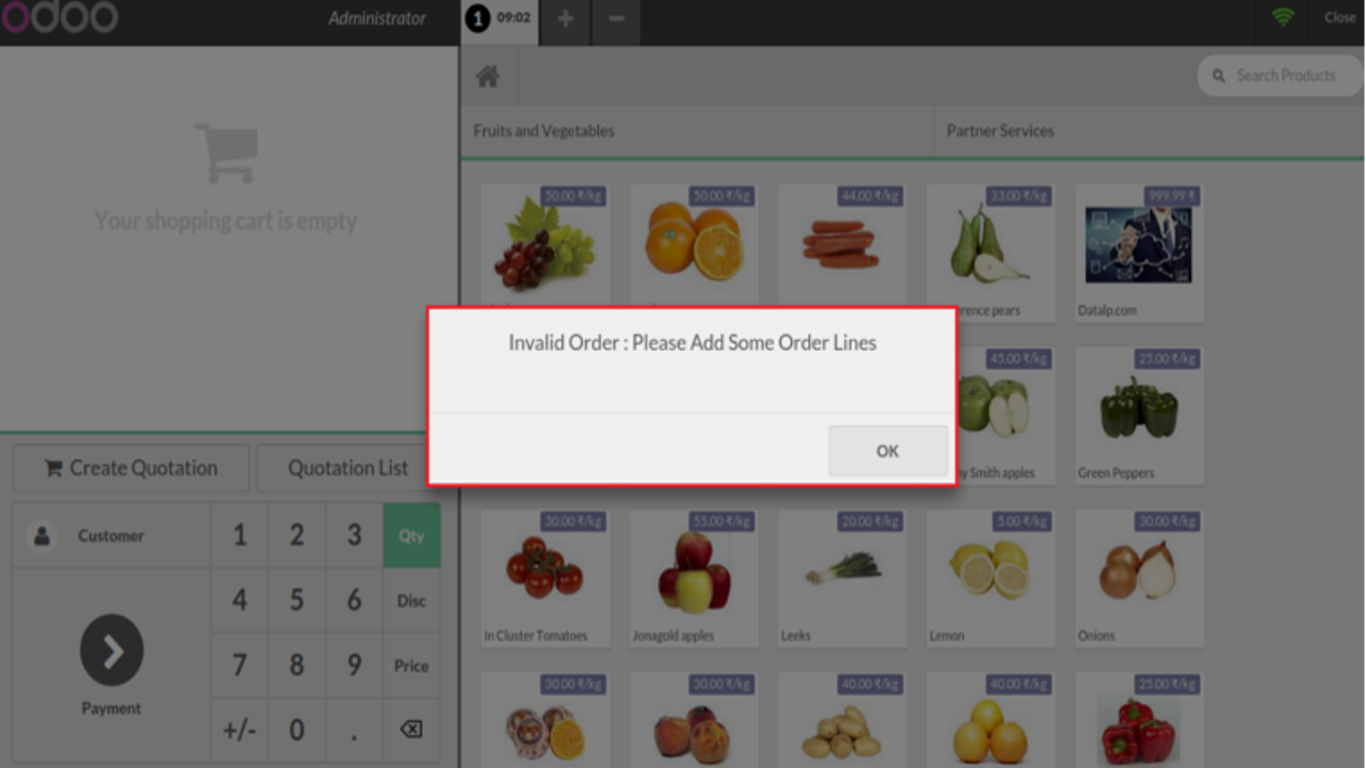 odoo
Administrator
1 09:02
+
−
Close
Search Products
Fruits and Vegetables
Partner Services
Your shopping cart is empty
50.00 ₹/kg
50.00 ₹/kg
44.00 ₹/kg
33.00 ₹/kg
999.99 ₹
rence pears
Datalp.com
Invalid Order : Please Add Some Order Lines
OK
45.00 ₹/kg
25.00 ₹/kg
y Smith apples
Green Peppers
Create Quotation
Quotation List
Customer
1 2 3 Qty
4 5 6 Disc
7 8 9 Price
+/- 0 .
Payment
30.00 ₹/kg
55.00 ₹/kg
20.00 ₹/kg
5.00 ₹/kg
30.00 ₹/kg
In Cluster Tomatoes
Jonagold apples
Leeks
Lemon
Onions
30.00 ₹/kg
30.00 ₹/kg
40.00 ₹/kg
40.00 ₹/kg
25.00 ₹/kg